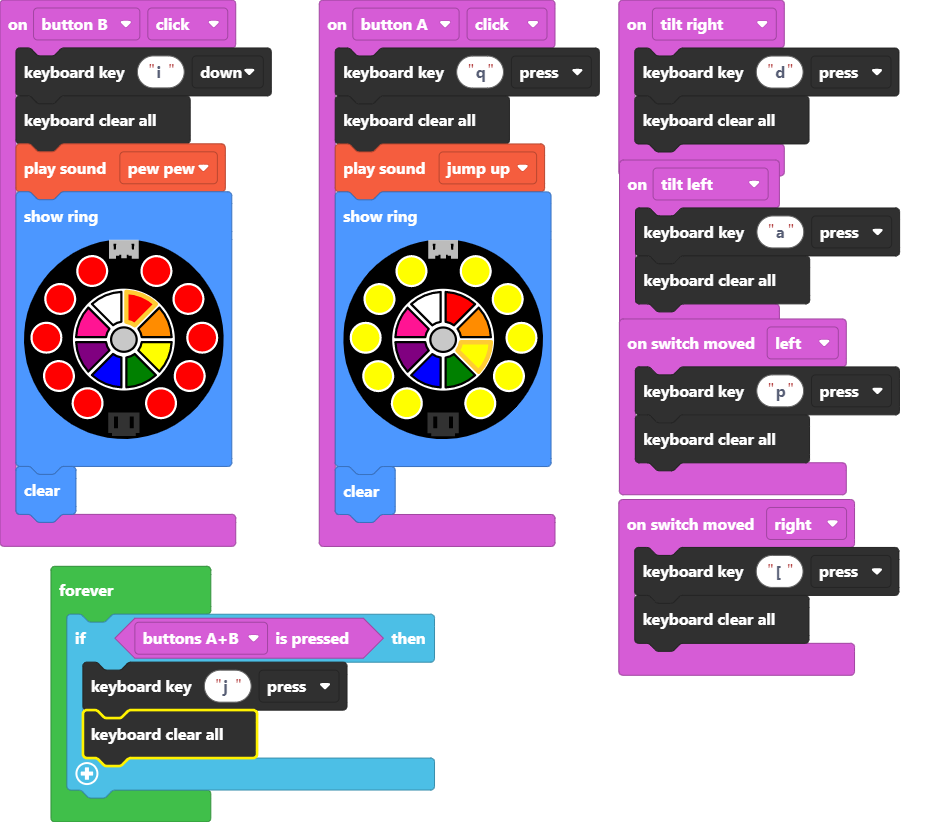 on button B click
keyboard key "i" down
keyboard clear all
play sound pew pew
show ring
clear
on button A click
keyboard key "q" press
keyboard clear all
play sound jump up
show ring
clear
on tilt right
keyboard key "d" press
keyboard clear all
on tilt left
keyboard key "a" press
keyboard clear all
on switch moved left
keyboard key "p" press
keyboard clear all
on switch moved right
keyboard key "[" press
keyboard clear all
forever
if buttons A+B is pressed then
keyboard key "j" press
keyboard clear all